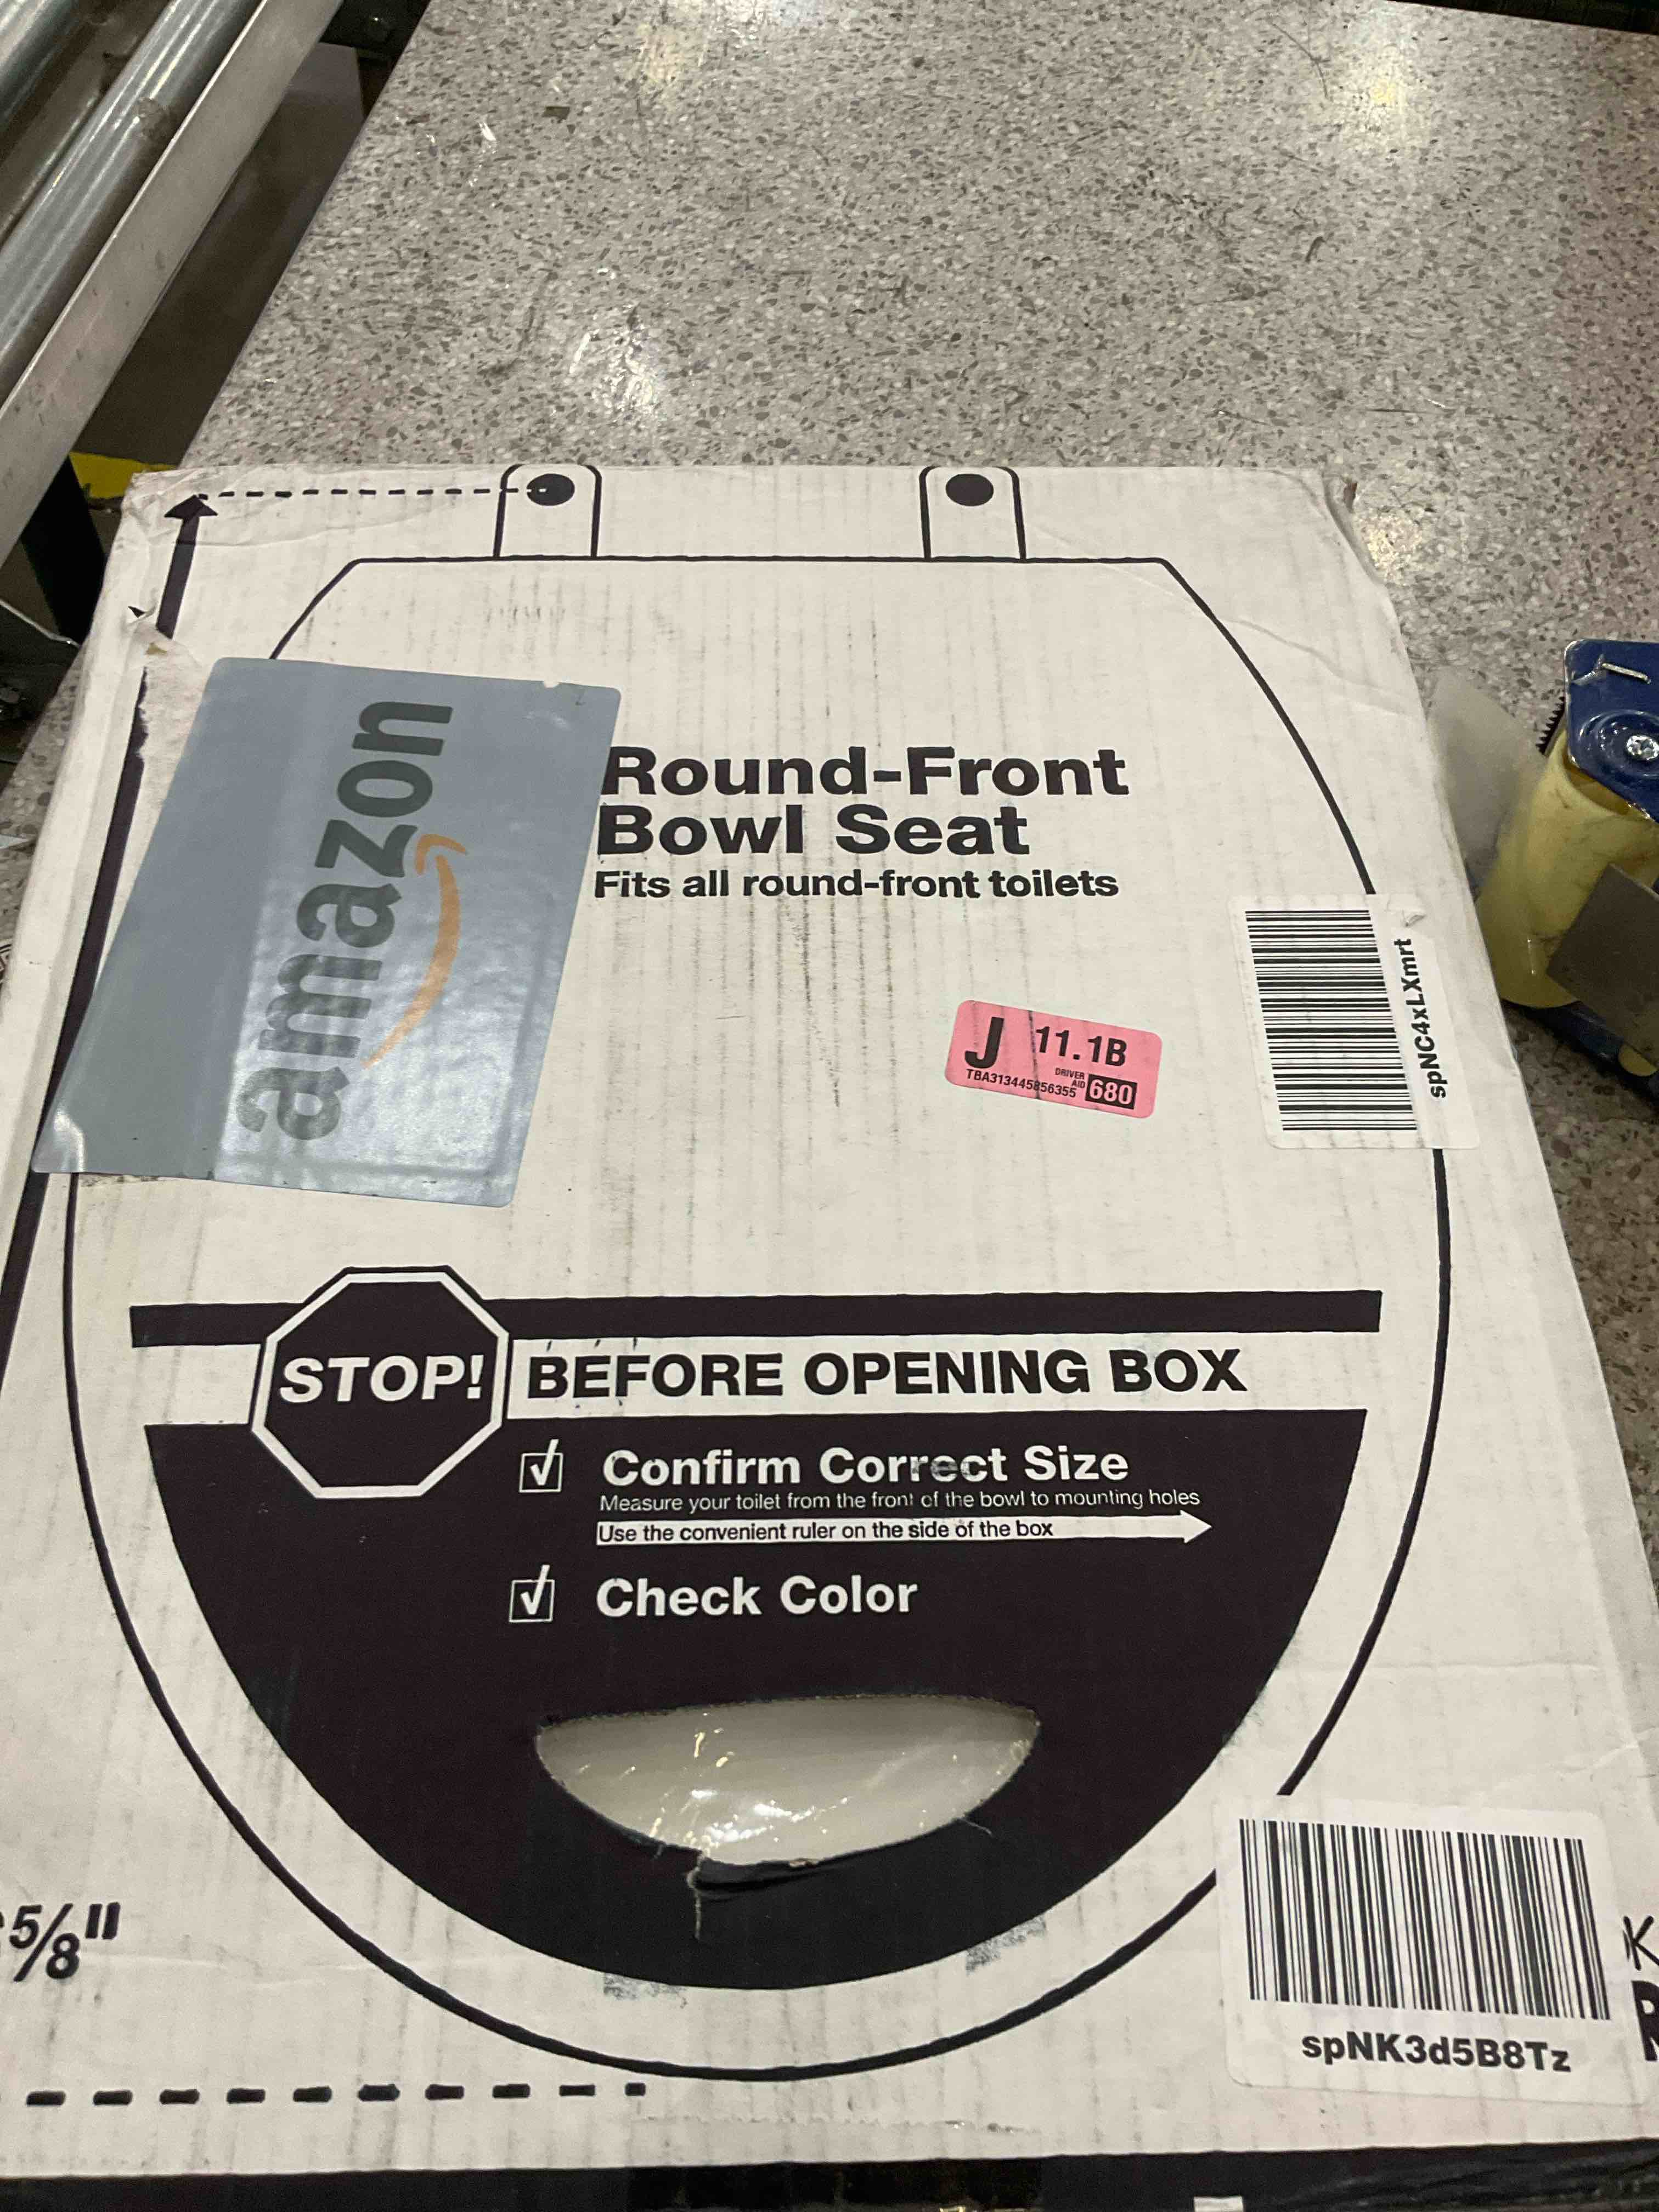 amazon
Round-Front
Bowl Seat
Fits all round-front toilets
spNC4xLXmrt
J 11.1B
DRIVER
AID
TBA313445856355 680
STOP! BEFORE OPENING BOX
Confirm Correct Size
Measure your toilet from the front of the bowl to mounting holes
Use the convenient ruler on the side of the box
Check Color
5/8"
spNK3d5B8Tz
K
R